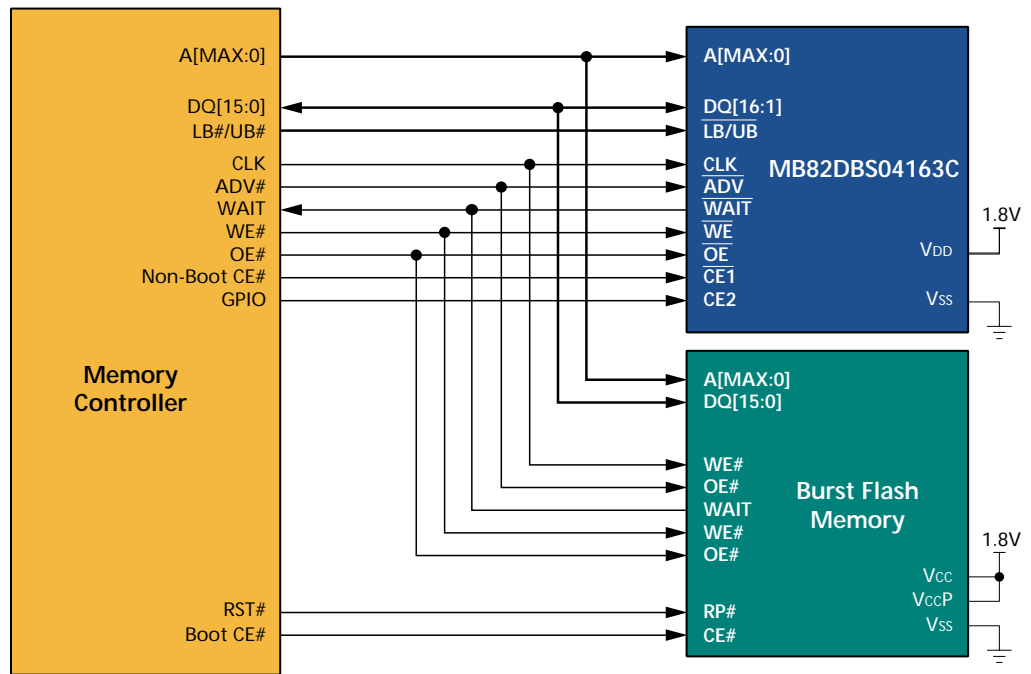 A[MAX:0]
DQ[15:0]
LB#/UB#
CLK
ADV#
WAIT
WE#
OE#
Non-Boot CE#
GPIO
Memory
Controller
RST#
Boot CE#
A[MAX:0]
DQ[16:1]
LB/UB
CLK
ADV
WAIT
WE
OE
CE1
CE2
MB82DBS04163C
VDD
VSS
1.8V
A[MAX:0]
DQ[15:0]
WE#
OE#
WAIT
WE#
OE#
RP#
CE#
Burst Flash
Memory
VCC
VCCP
VSS
1.8V